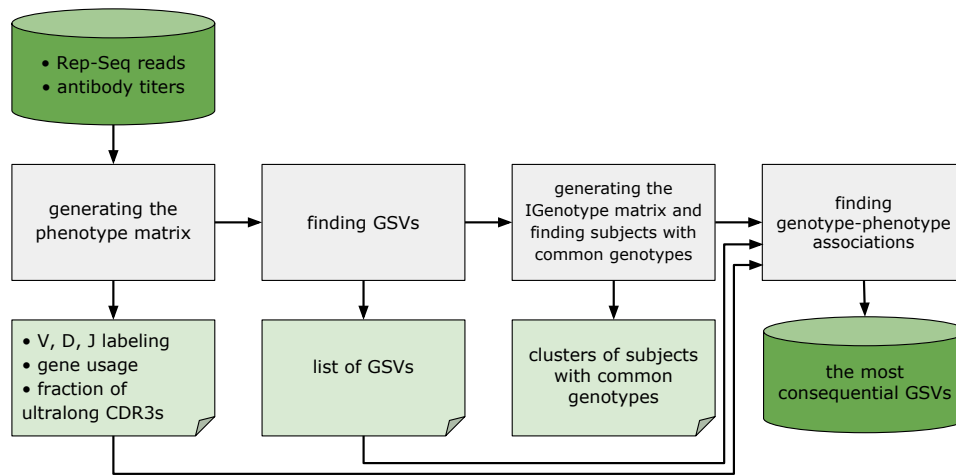 • Rep-Seq reads
• antibody titers
generating the
phenotype matrix
finding GSVs
generating the
IGenotype matrix and
finding subjects with
common genotypes
finding
genotype-phenotype
associations
• V, D, J labeling
• gene usage
• fraction of
ultralong CDR3s
list of GSVs
clusters of subjects
with common
genotypes
the most
consequential GSVs